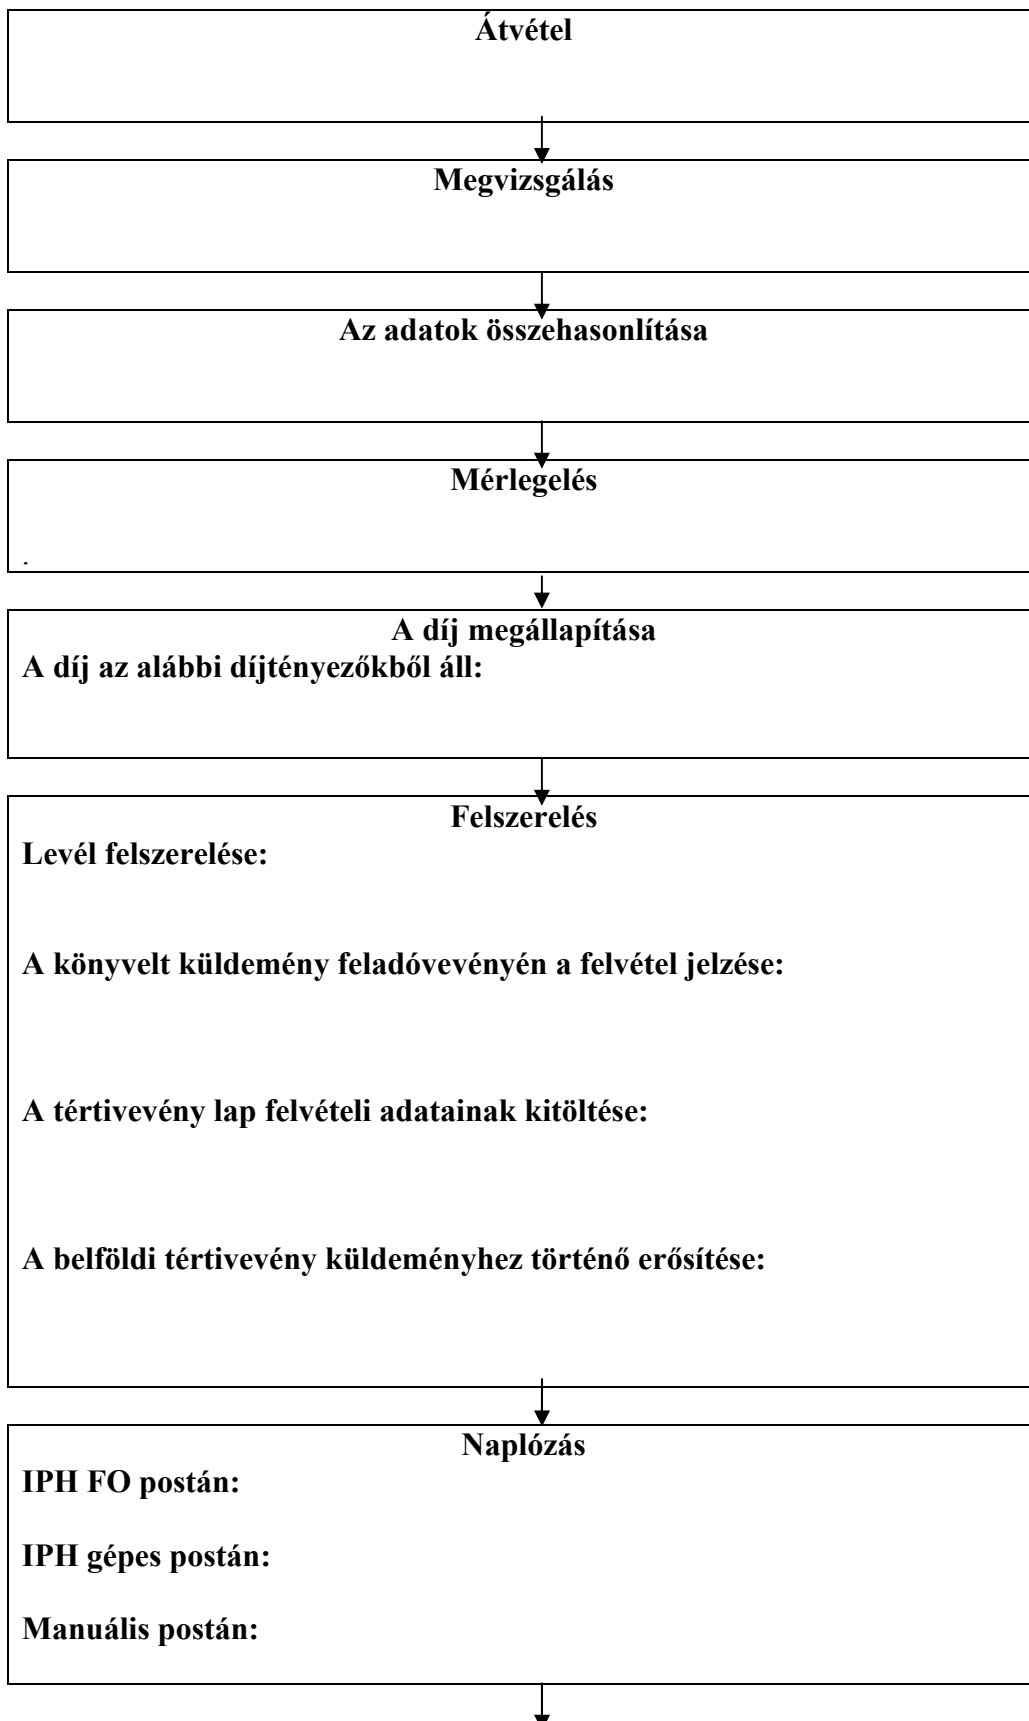 Átvétel
Megvizsgálás
Az adatok összehasonlítása
Mérlegelés
.
A díj megállapítása
A díj az alábbi díjtényezőkből áll:
Felszerelés
Levél felszerelése:
A könyvelt küldemény feladóvevényén a felvétel jelzése:
A tértivevény lap felvételi adatainak kitöltése:
A belföldi tértivevény küldeményhez történő erősítése:
Naplózás
IPH FO postán:
IPH gépes postán:
Manuális postán: